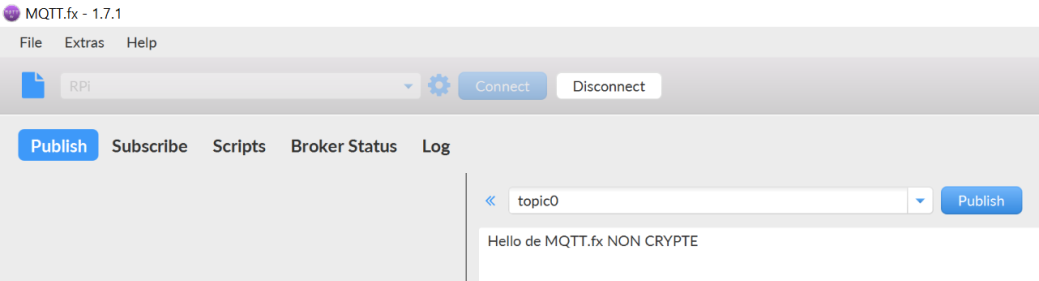 MQTT.fx - 1.7.1
File Extras Help
RPi Connect Disconnect
Publish Subscribe Scripts Broker Status Log
topic0 Publish
Hello de MQTT.fx NON CRYPTE